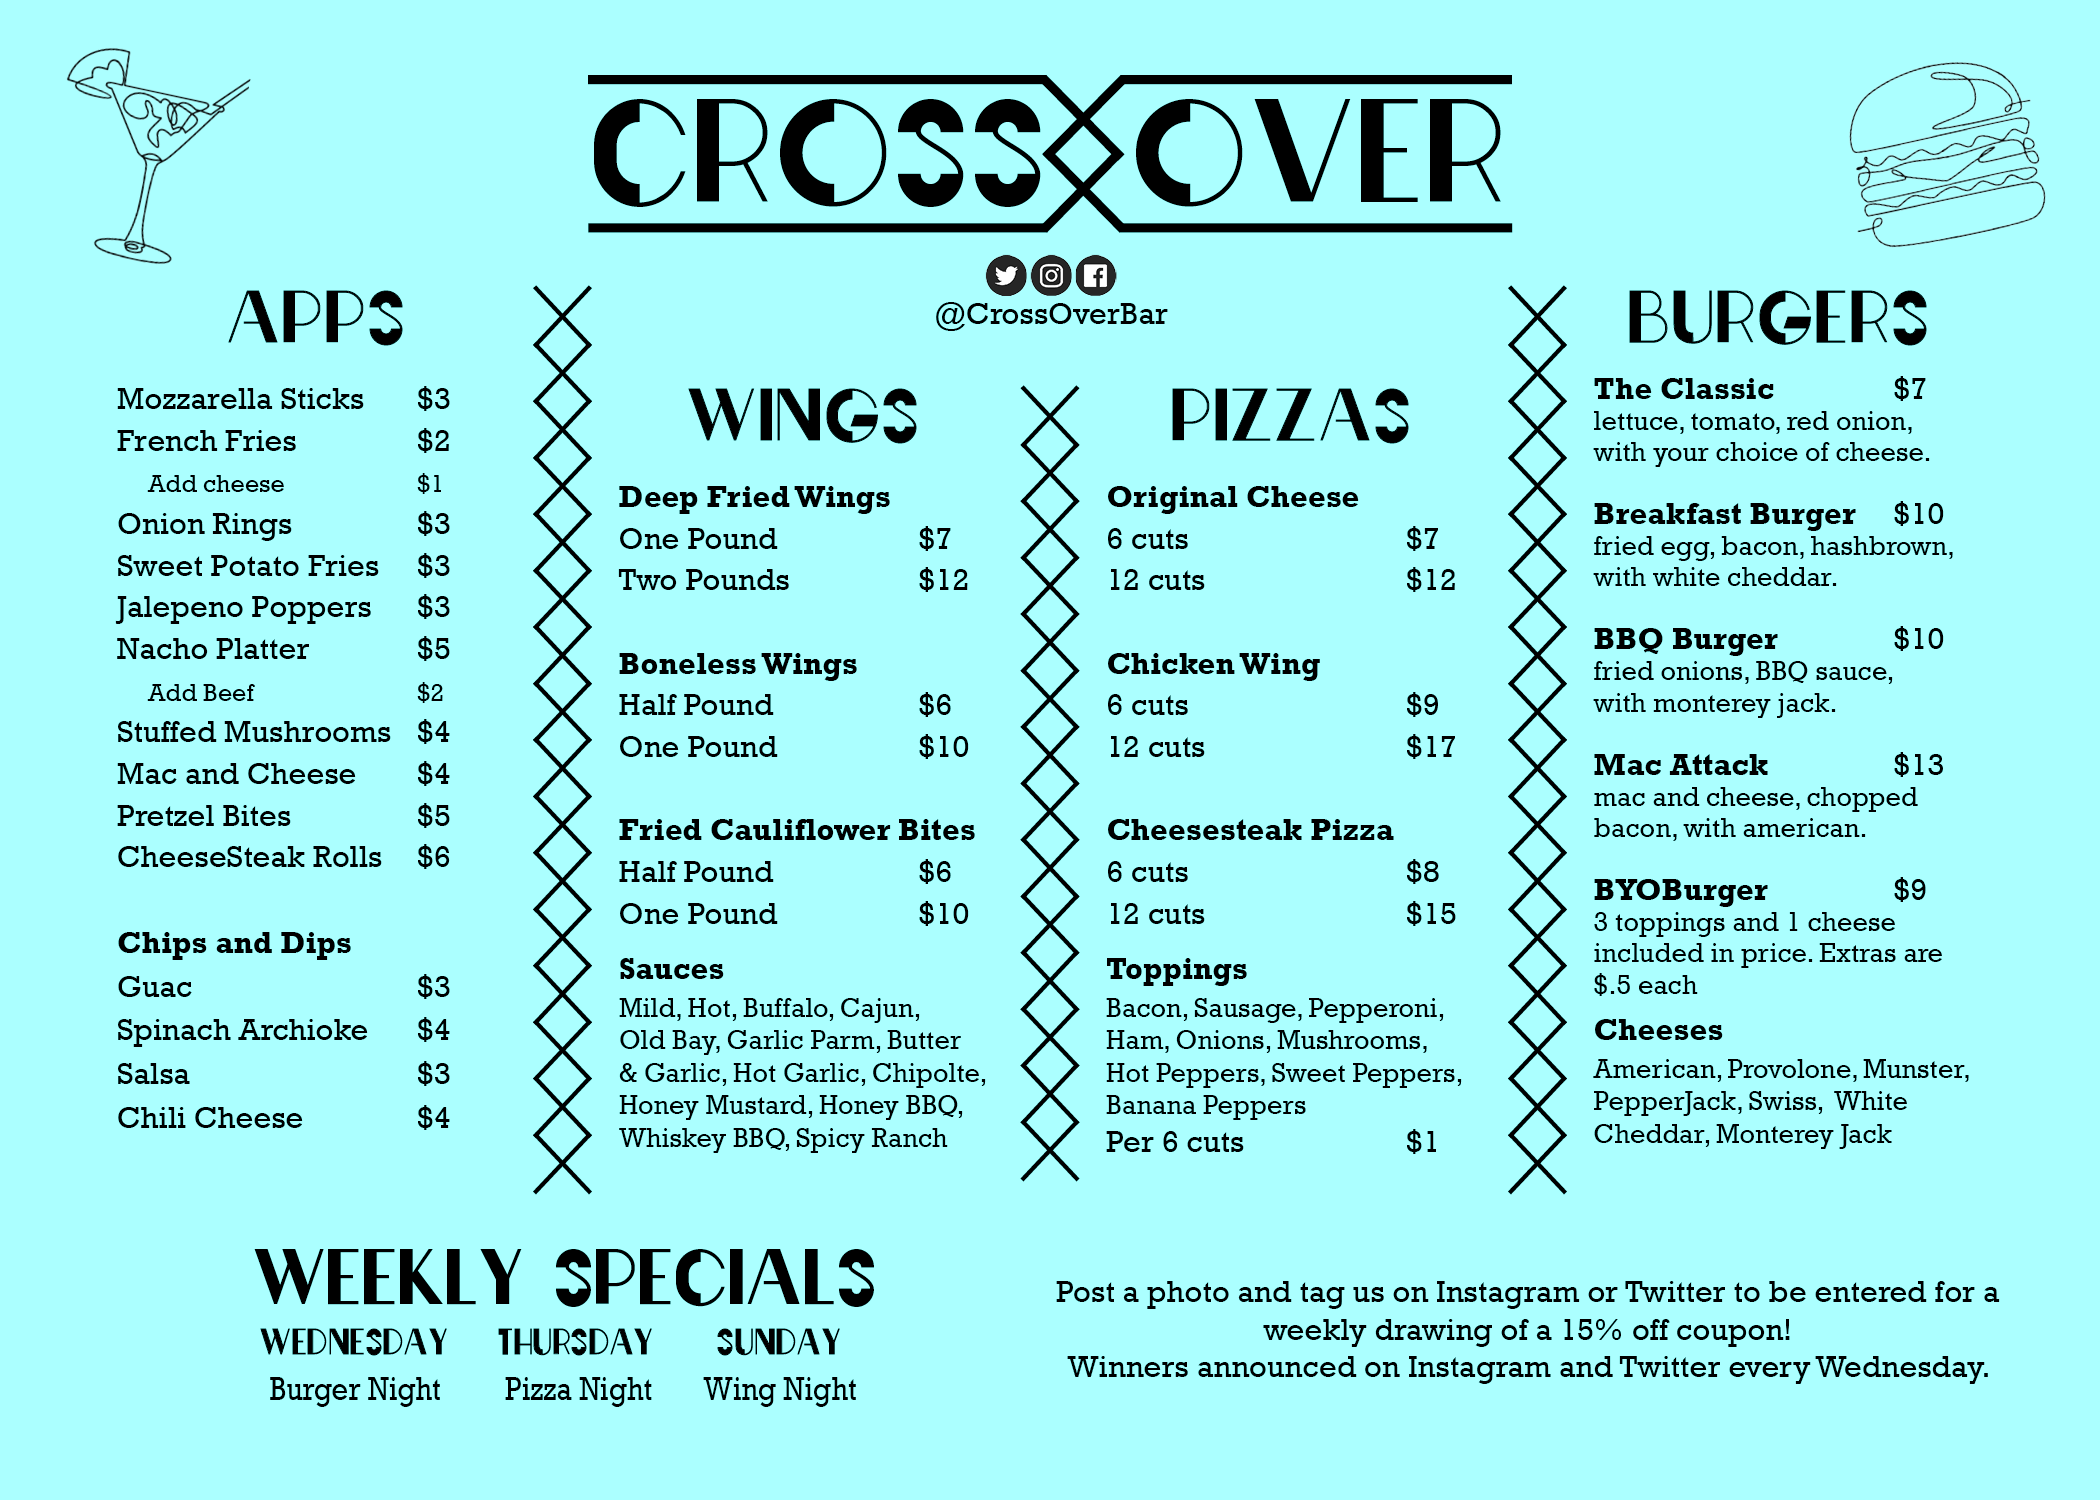 CROSSOVER
@CrossOverBar
APPS
Mozzarella Sticks $3
French Fries $2
Add cheese $1
Onion Rings $3
Sweet Potato Fries $3
Jalepeno Poppers $3
Nacho Platter $5
Add Beef $2
Stuffed Mushrooms $4
Mac and Cheese $4
Pretzel Bites $5
CheeseSteak Rolls $6
Chips and Dips
Guac $3
Spinach Archioke $4
Salsa $3
Chili Cheese $4
WINGS
Deep Fried Wings
One Pound $7
Two Pounds $12
Boneless Wings
Half Pound $6
One Pound $10
Fried Cauliflower Bites
Half Pound $6
One Pound $10
Sauces
Mild, Hot, Buffalo, Cajun,
Old Bay, Garlic Parm, Butter
& Garlic, Hot Garlic, Chipolte,
Honey Mustard, Honey BBQ,
Whiskey BBQ, Spicy Ranch
PIZZAS
Original Cheese
6 cuts $7
12 cuts $12
Chicken Wing
6 cuts $9
12 cuts $17
Cheesesteak Pizza
6 cuts $8
12 cuts $15
Toppings
Bacon, Sausage, Pepperoni,
Ham, Onions, Mushrooms,
Hot Peppers, Sweet Peppers,
Banana Peppers
Per 6 cuts $1
BURGERS
The Classic $7
lettuce, tomato, red onion,
with your choice of cheese.
Breakfast Burger $10
fried egg, bacon, hashbrown,
with white cheddar.
BBQ Burger $10
fried onions, BBQ sauce,
with monterey jack.
Mac Attack $13
mac and cheese, chopped
bacon, with american.
BYOBurger $9
3 toppings and 1 cheese
included in price. Extras are
$.5 each
Cheeses
American, Provolone, Munster,
PepperJack, Swiss, White
Cheddar, Monterey Jack
WEEKLY SPECIALS
WEDNESDAY THURSDAY SUNDAY
Burger Night Pizza Night Wing Night
Post a photo and tag us on Instagram or Twitter to be entered for a
weekly drawing of a 15% off coupon!
Winners announced on Instagram and Twitter every Wednesday.